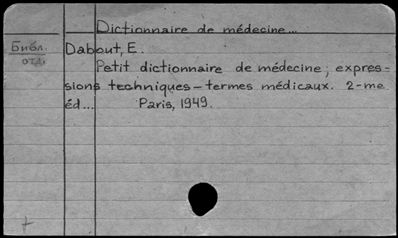 Dictionnaire de médecine...
Библ.
отд.
Dabout, E.
Petit dictionnaire de médecine; expres-
sions techniques – termes médicaux. 2-me
éd... Paris, 1949.